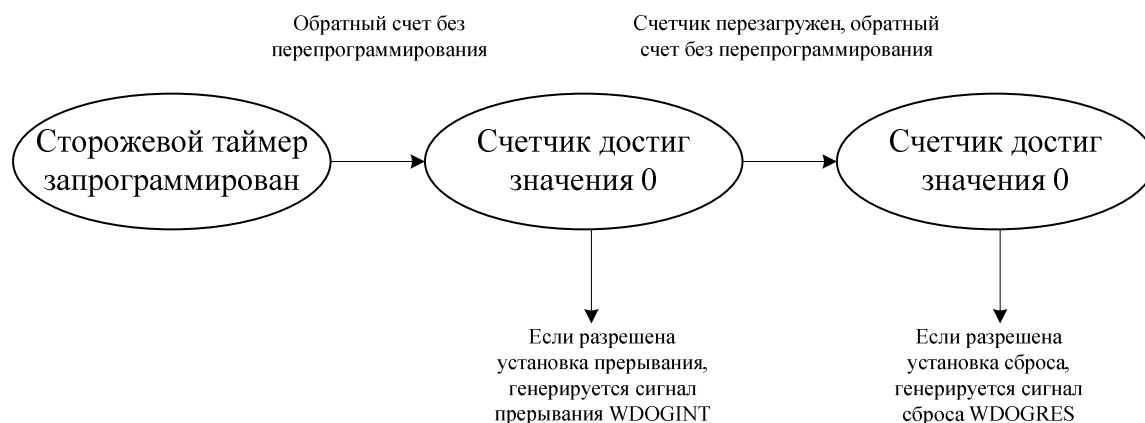 Обратный счет без
перепрограммирования
Счетчик перезагружен, обратный
счет без перепрограммирования
Сторожевой таймер
запрограммирован
Счетчик достиг
значения 0
Счетчик достиг
значения 0
Если разрешена
установка прерывания,
генерируется сигнал
прерывания WDOGINT
Если разрешена
установка сброса,
генерируется сигнал
сброса WDOGRES